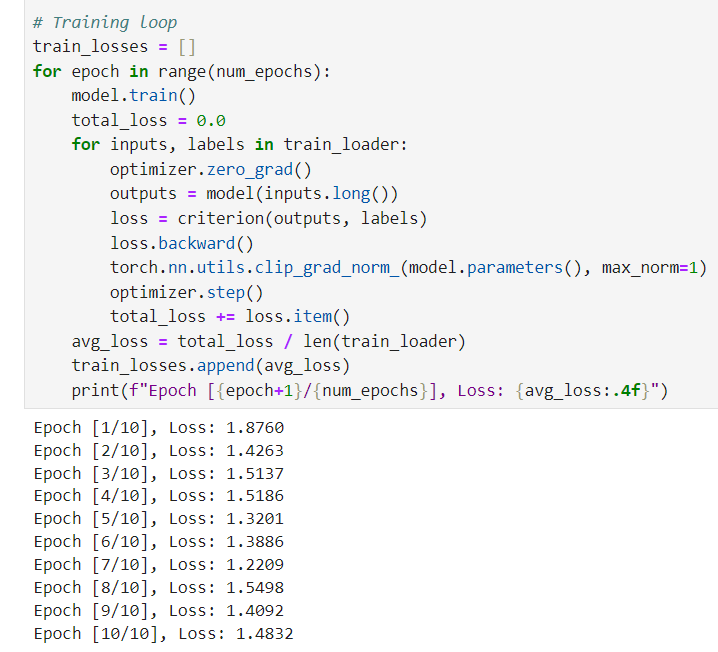 # Training loop
train_losses = []
for epoch in range(num_epochs):
    model.train()
    total_loss = 0.0
    for inputs, labels in train_loader:
        optimizer.zero_grad()
        outputs = model(inputs.long())
        loss = criterion(outputs, labels)
        loss.backward()
        torch.nn.utils.clip_grad_norm_(model.parameters(), max_norm=1)
        optimizer.step()
        total_loss += loss.item()
    avg_loss = total_loss / len(train_loader)
    train_losses.append(avg_loss)
    print(f"Epoch [{epoch+1}/{num_epochs}], Loss: {avg_loss:.4f}")
Epoch [1/10], Loss: 1.8760
Epoch [2/10], Loss: 1.4263
Epoch [3/10], Loss: 1.5137
Epoch [4/10], Loss: 1.5186
Epoch [5/10], Loss: 1.3201
Epoch [6/10], Loss: 1.3886
Epoch [7/10], Loss: 1.2209
Epoch [8/10], Loss: 1.5498
Epoch [9/10], Loss: 1.4092
Epoch [10/10], Loss: 1.4832